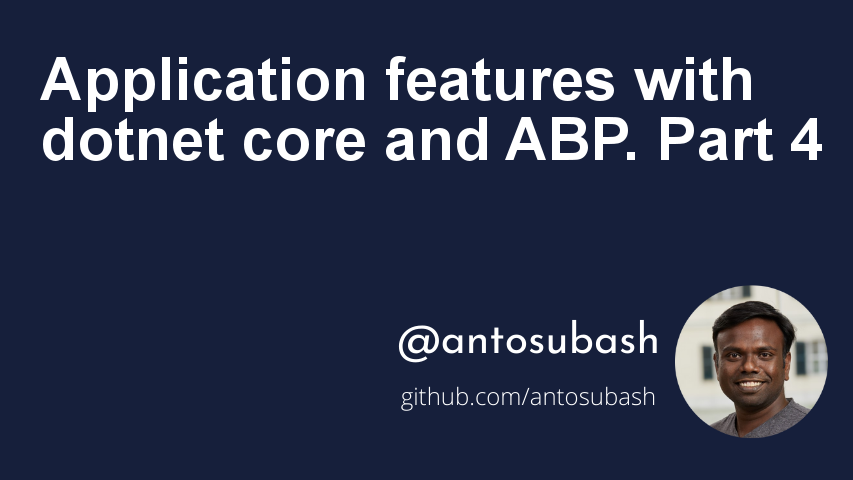 Application features with
dotnet core and ABP. Part 4
@antosubash
github.com/antosubash